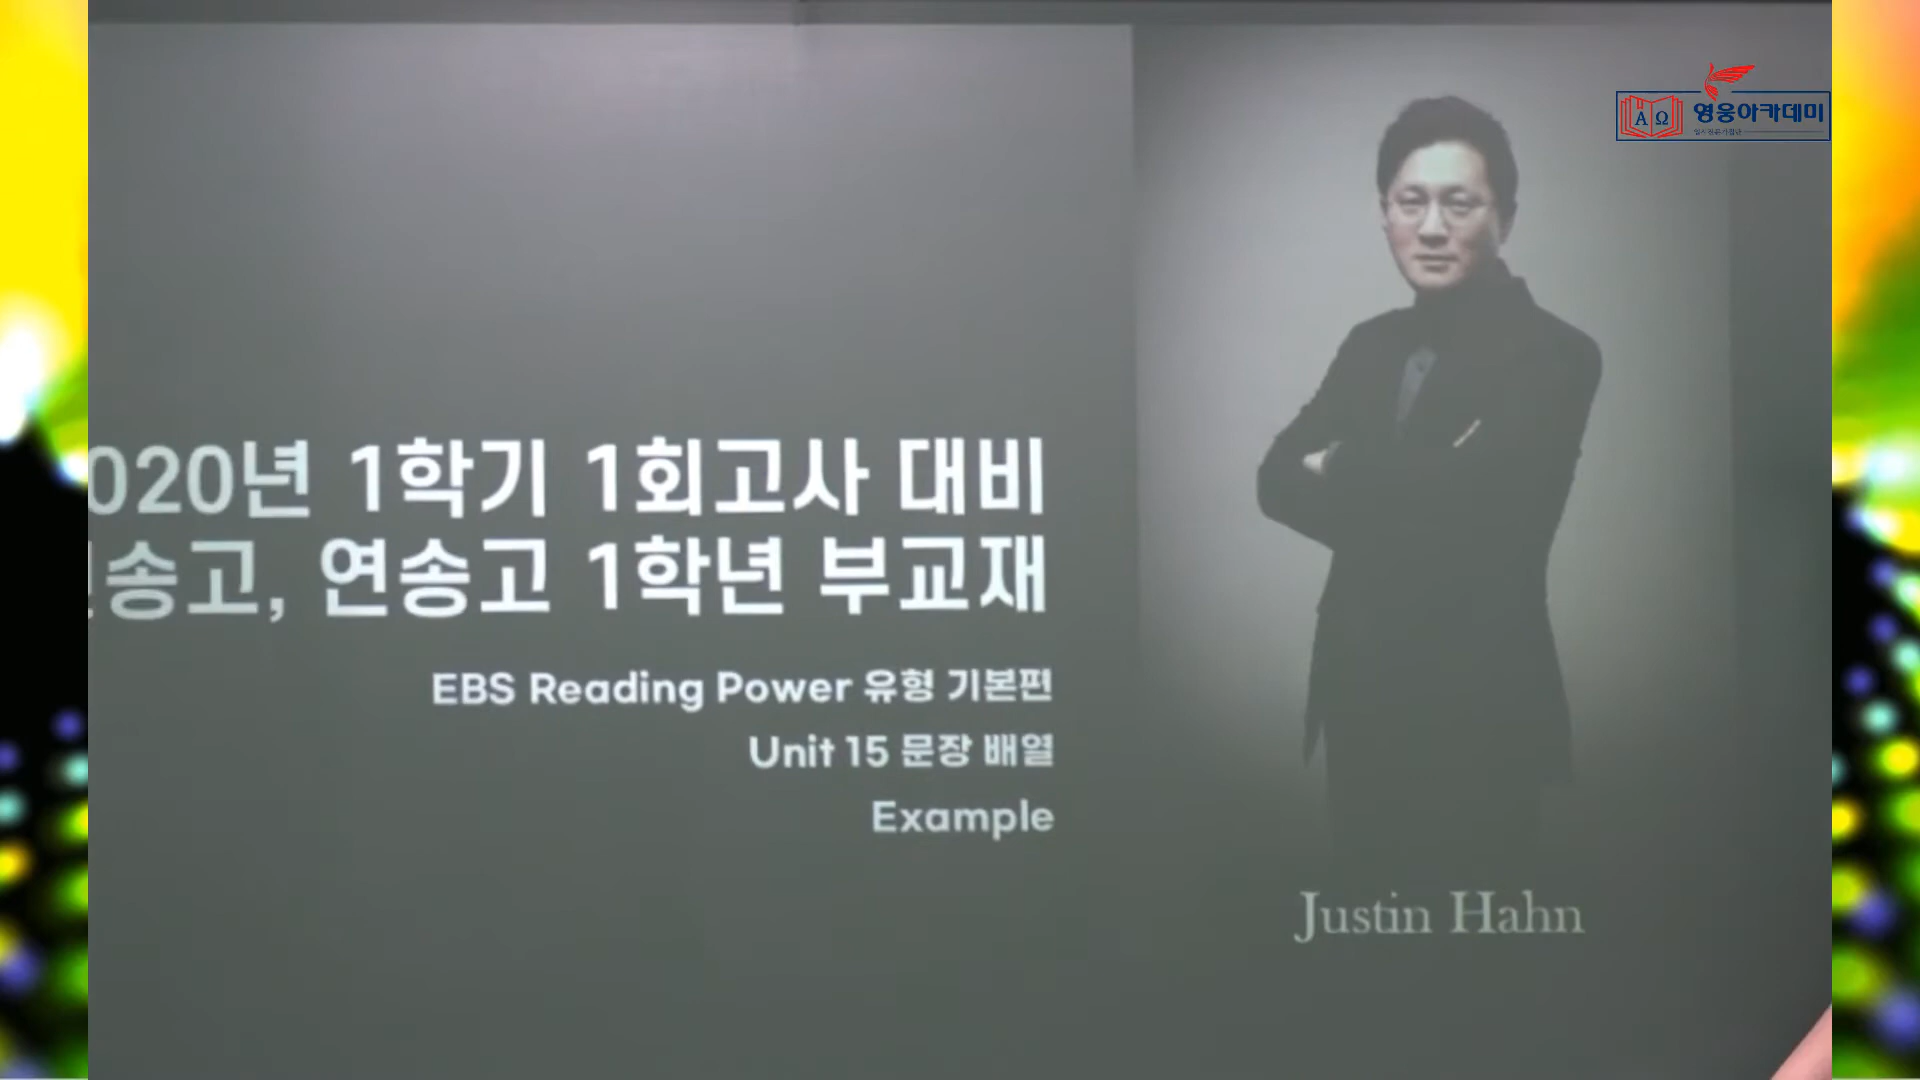 영웅아카데미
020년 1학기 1회고사 대비
송고, 연송고 1학년 부교재
EBS Reading Power 유형 기본편
Unit 15 문장 배열
Example
Justin Hahn